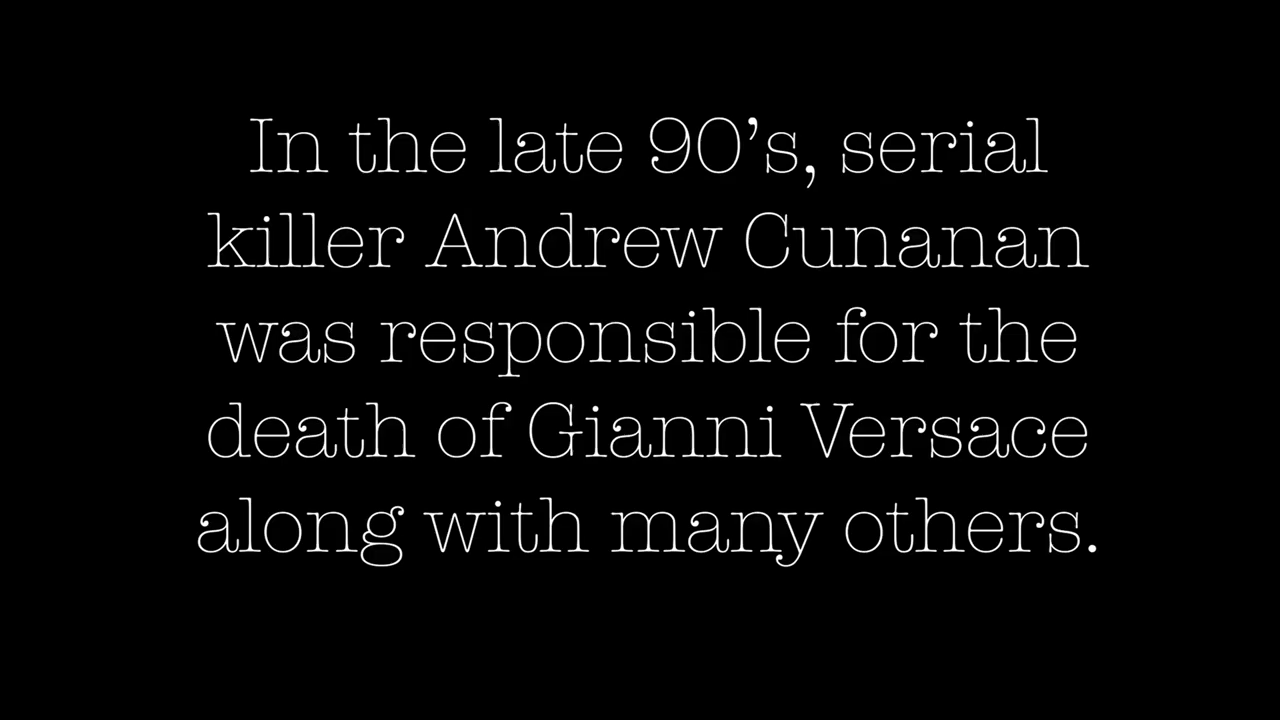 In the late 90’s, serial
killer Andrew Cunanan
was responsible for the
death of Gianni Versace
along with many others.